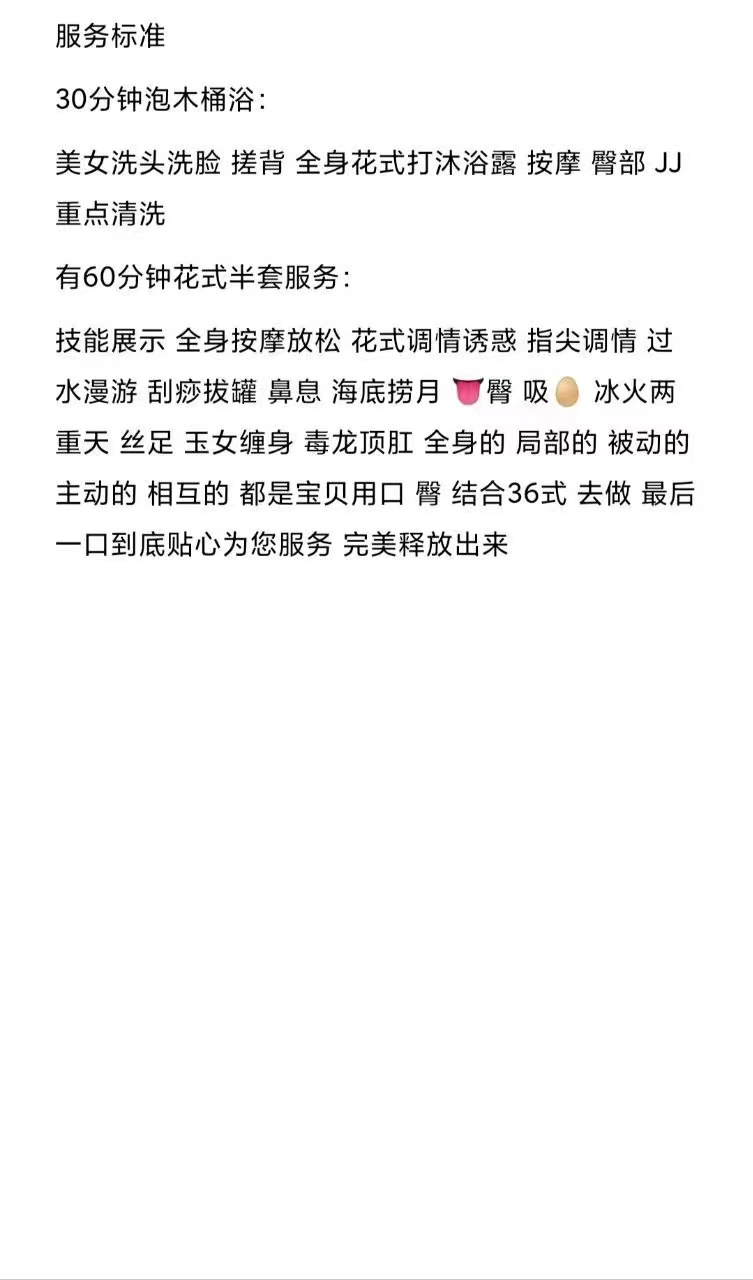 服务标准
30分钟泡木桶浴：
美女洗头洗脸 搓背 全身花式打沐浴露 按摩 臀部 JJ
重点清洗
有60分钟花式半套服务：
技能展示 全身按摩放松 花式调情诱惑 指尖调情 过
水漫游 刮痧拔罐 鼻息 海底捞月 👅臀 吸🥚 冰火两
重天 丝足 玉女缠身 毒龙顶肛 全身的 局部的 被动的
主动的 相互的 都是宝贝用口 臀 结合36式 去做 最后
一口到底贴心为您服务 完美释放出来